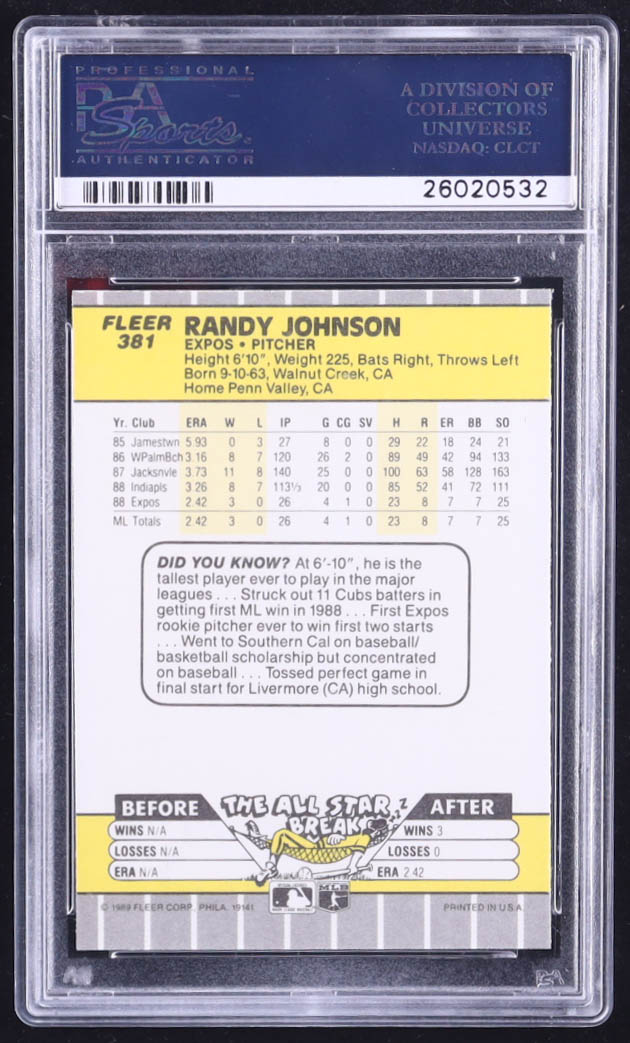 PROFESSIONAL
PSA
Sports
AUTHENTICATOR
A DIVISION OF
COLLECTORS
UNIVERSE
NASDAQ: CLCT
26020532
FLEER
381
RANDY JOHNSON
EXPOS • PITCHER
Height 6'10", Weight 225, Bats Right, Throws Left
Born 9-10-63, Walnut Creek, CA
Home Penn Valley, CA
Yr. Club ERA W L IP G CG SV H R ER BB SO
85 Jamestwn 5.93 0 3 27 8 0 0 29 22 18 24 21
86 WPalmBch 3.16 8 7 120 26 2 0 89 49 42 94 133
87 Jacksnvle 3.73 11 8 140 25 0 0 100 63 58 128 163
88 Indiapls 3.26 8 7 113⅓ 20 0 0 85 52 41 72 111
88 Expos 2.42 3 0 26 4 1 0 23 8 7 7 25
ML Totals 2.42 3 0 26 4 1 0 23 8 7 7 25
DID YOU KNOW? At 6'-10", he is the
tallest player ever to play in the major
leagues . . . Struck out 11 Cubs batters in
getting first ML win in 1988 . . . First Expos
rookie pitcher ever to win first two starts
. . . Went to Southern Cal on baseball/
basketball scholarship but concentrated
on baseball . . . Tossed perfect game in
final start for Livermore (CA) high school.
BEFORE THE ALL STAR BREAK AFTER
zzZ
WINS N/A WINS 3
LOSSES N/A LOSSES 0
ERA N/A ERA 2.42
MLB
© 1989 FLEER CORP., PHILA. 19141 PRINTED IN U.S.A.
PSA